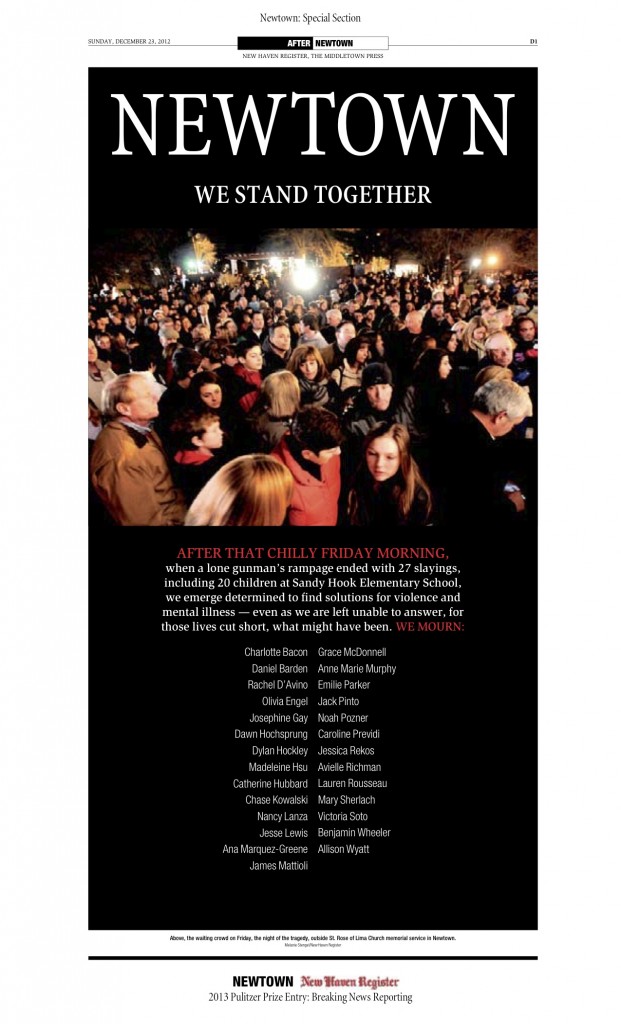 Newtown: Special Section
SUNDAY, DECEMBER 23, 2012
AFTER NEWTOWN
D1
NEW HAVEN REGISTER, THE MIDDLETOWN PRESS
NEWTOWN
WE STAND TOGETHER
AFTER THAT CHILLY FRIDAY MORNING,
when a lone gunman's rampage ended with 27 slayings,
including 20 children at Sandy Hook Elementary School,
we emerge determined to find solutions for violence and
mental illness — even as we are left unable to answer, for
those lives cut short, what might have been. WE MOURN:
Charlotte Bacon
Daniel Barden
Rachel D'Avino
Olivia Engel
Josephine Gay
Dawn Hochsprung
Dylan Hockley
Madeleine Hsu
Catherine Hubbard
Chase Kowalski
Nancy Lanza
Jesse Lewis
Ana Marquez-Greene
James Mattioli
Grace McDonnell
Anne Marie Murphy
Emilie Parker
Jack Pinto
Noah Pozner
Caroline Previdi
Jessica Rekos
Avielle Richman
Lauren Rousseau
Mary Sherlach
Victoria Soto
Benjamin Wheeler
Allison Wyatt
Above, the waiting crowd on Friday, the night of the tragedy, outside St. Rose of Lima Church memorial service in Newtown.
Melanie Stengel/New Haven Register
NEWTOWN New Haven Register
2013 Pulitzer Prize Entry: Breaking News Reporting